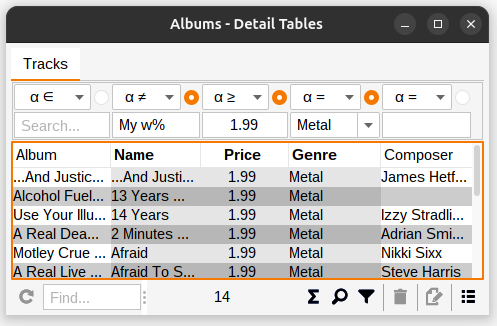 Albums - Detail Tables
Tracks
α ∈ α ≠ α ≥ α = α =
Search... My w% 1.99 Metal
Album Name Price Genre Composer
...And Justic... ...And Justi... 1.99 Metal James Hetf...
Alcohol Fuel... 13 Years ... 1.99 Metal
Use Your Illu... 14 Years 1.99 Metal Izzy Stradli...
A Real Dea... 2 Minutes ... 1.99 Metal Adrian Smi...
Motley Crue ... Afraid 1.99 Metal Nikki Sixx
A Real Live ... Afraid To S... 1.99 Metal Steve Harris
Find... 14 Σ